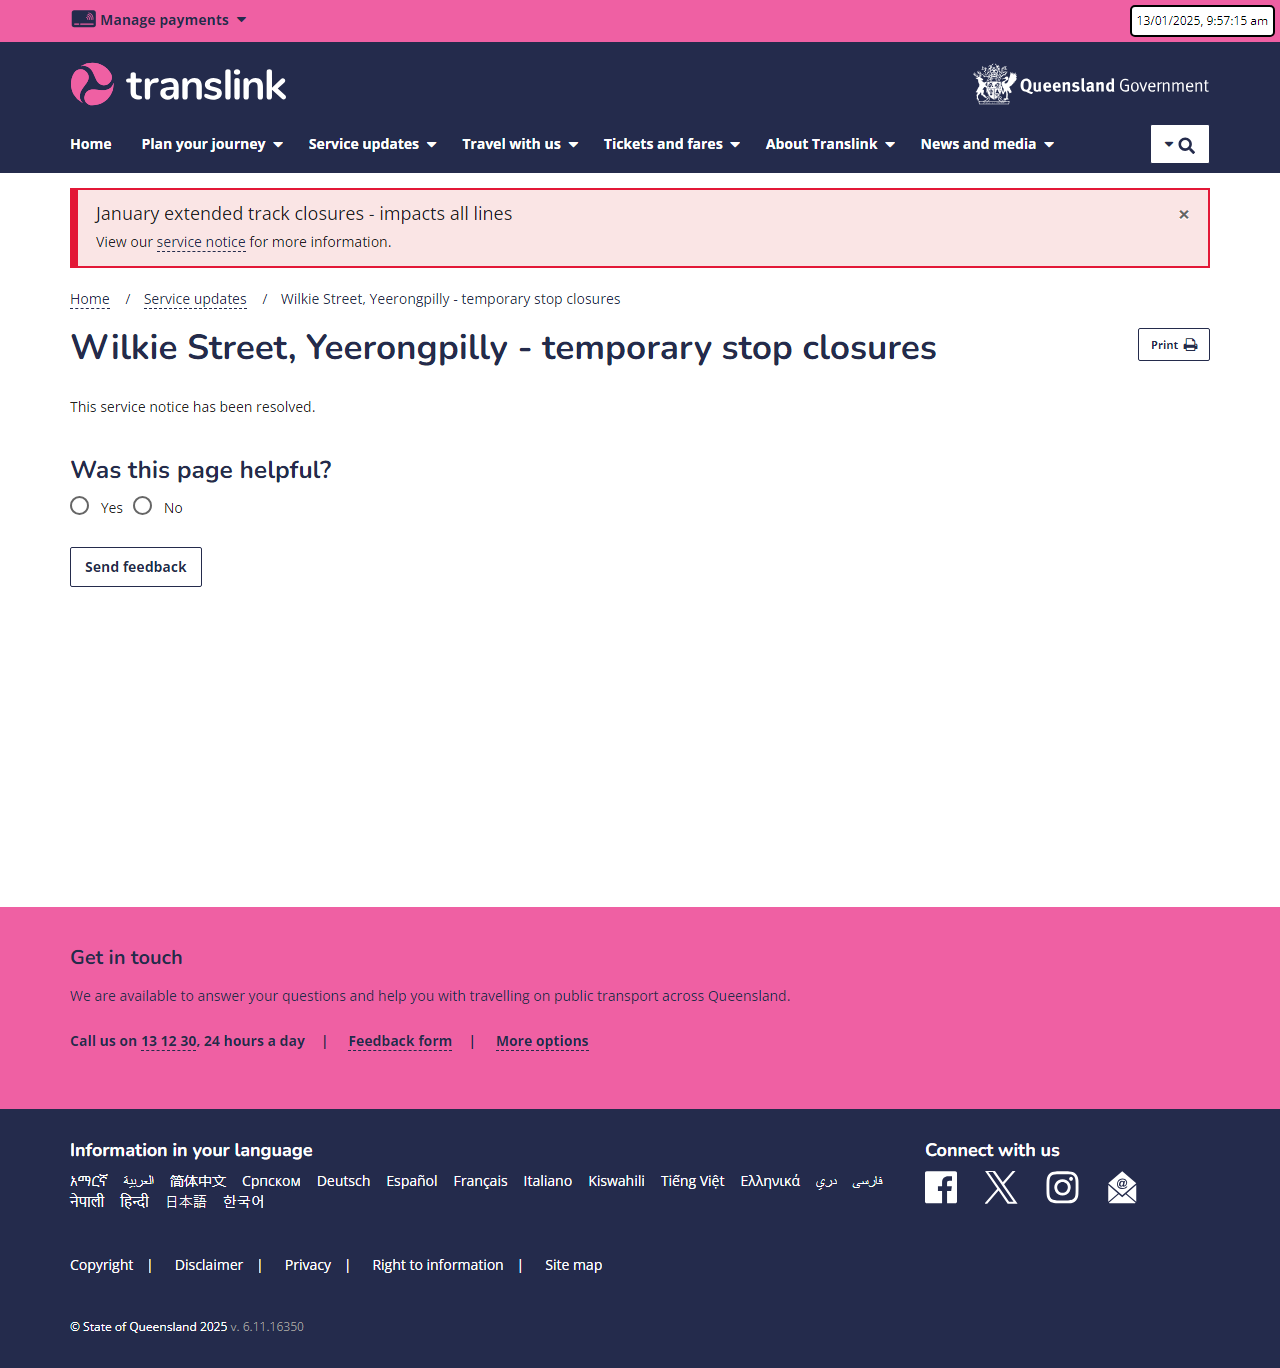 Manage payments
13/01/2025, 9:57:15 am
translink
Queensland Government
Home Plan your journey Service updates Travel with us Tickets and fares About Translink News and media
January extended track closures - impacts all lines ×
View our service notice for more information.
Home / Service updates / Wilkie Street, Yeerongpilly - temporary stop closures
Wilkie Street, Yeerongpilly - temporary stop closures
Print
This service notice has been resolved.
Was this page helpful?
Yes No
Send feedback
Get in touch
We are available to answer your questions and help you with travelling on public transport across Queensland.
Call us on 13 12 30, 24 hours a day | Feedback form | More options
Information in your language
አማርኛ العربية 简体中文 Српском Deutsch Español Français Italiano Kiswahili Tiếng Việt Ελληνικά دري فارسی
नेपाली हिन्दी 日本語 한국어
Connect with us
Copyright | Disclaimer | Privacy | Right to information | Site map
© State of Queensland 2025 v. 6.11.16350